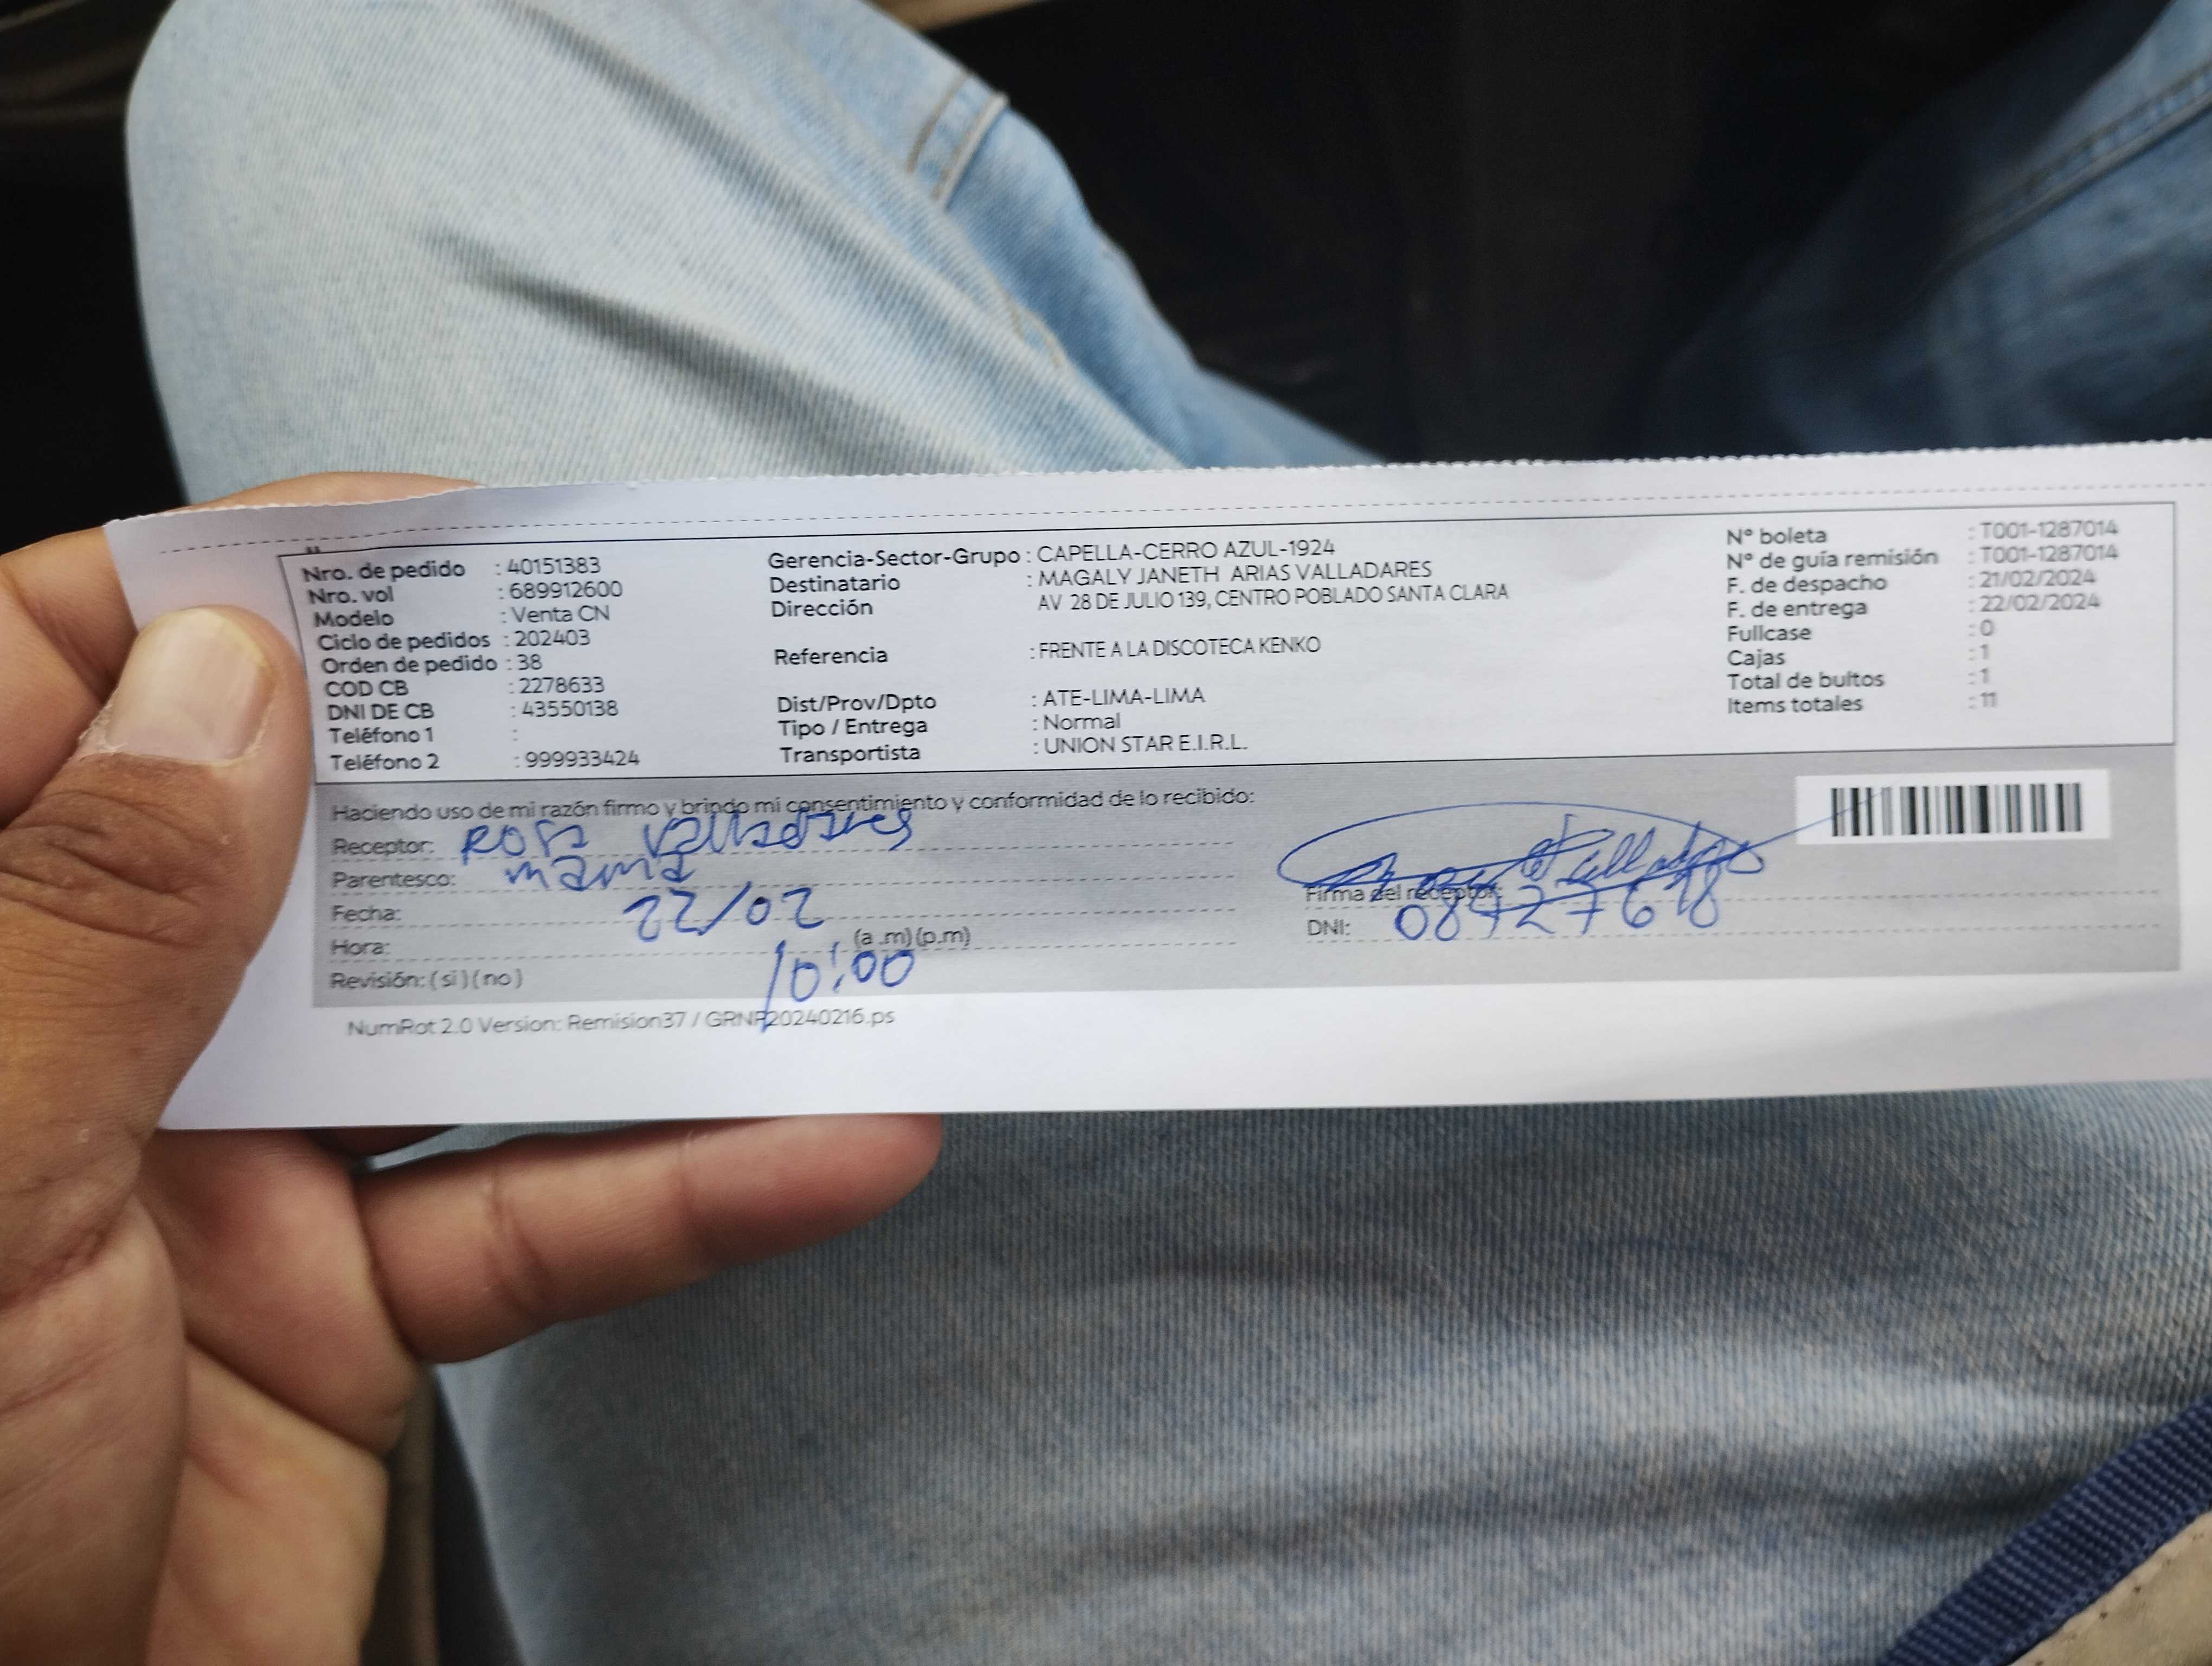 Nro. de pedido : 40151383
Nro. vol : 689912600
Modelo : Venta CN
Ciclo de pedidos : 202403
Orden de pedido : 38
COD CB : 2278633
DNI DE CB : 43550138
Teléfono 1 :
Teléfono 2 : 999933424
Gerencia-Sector-Grupo : CAPELLA-CERRO AZUL-1924
Destinatario : MAGALY JANETH ARIAS VALLADARES
Dirección AV 28 DE JULIO 139, CENTRO POBLADO SANTA CLARA
Referencia : FRENTE A LA DISCOTECA KENKO
Dist/Prov/Dpto : ATE-LIMA-LIMA
Tipo / Entrega : Normal
Transportista : UNION STAR E.I.R.L.
N° boleta : T001-1287014
N° de guía remisión : T001-1287014
F. de despacho : 21/02/2024
F. de entrega : 22/02/2024
Fullcase : 0
Cajas : 1
Total de bultos : 1
Items totales : 11
Haciendo uso de mi razón firmo y brindo mi consentimiento y conformidad de lo recibido:
Receptor: Rosa Valladares
Parentesco: mamá
Fecha: 22/02
Hora: (a.m)(p.m)
10:00
Revisión: (si) (no)
Firma del receptor:
DNI:
NumRot 2.0 Version: Remision37 / GRNP20240216.ps